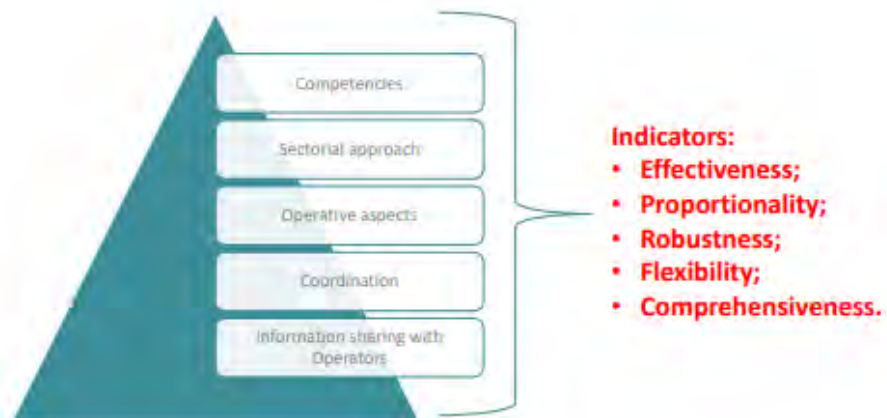 Competencies
Sectorial approach
Operative aspects
Coordination
Information sharing with
Operators
Indicators:
• Effectiveness;
• Proportionality;
• Robustness;
• Flexibility;
• Comprehensiveness.